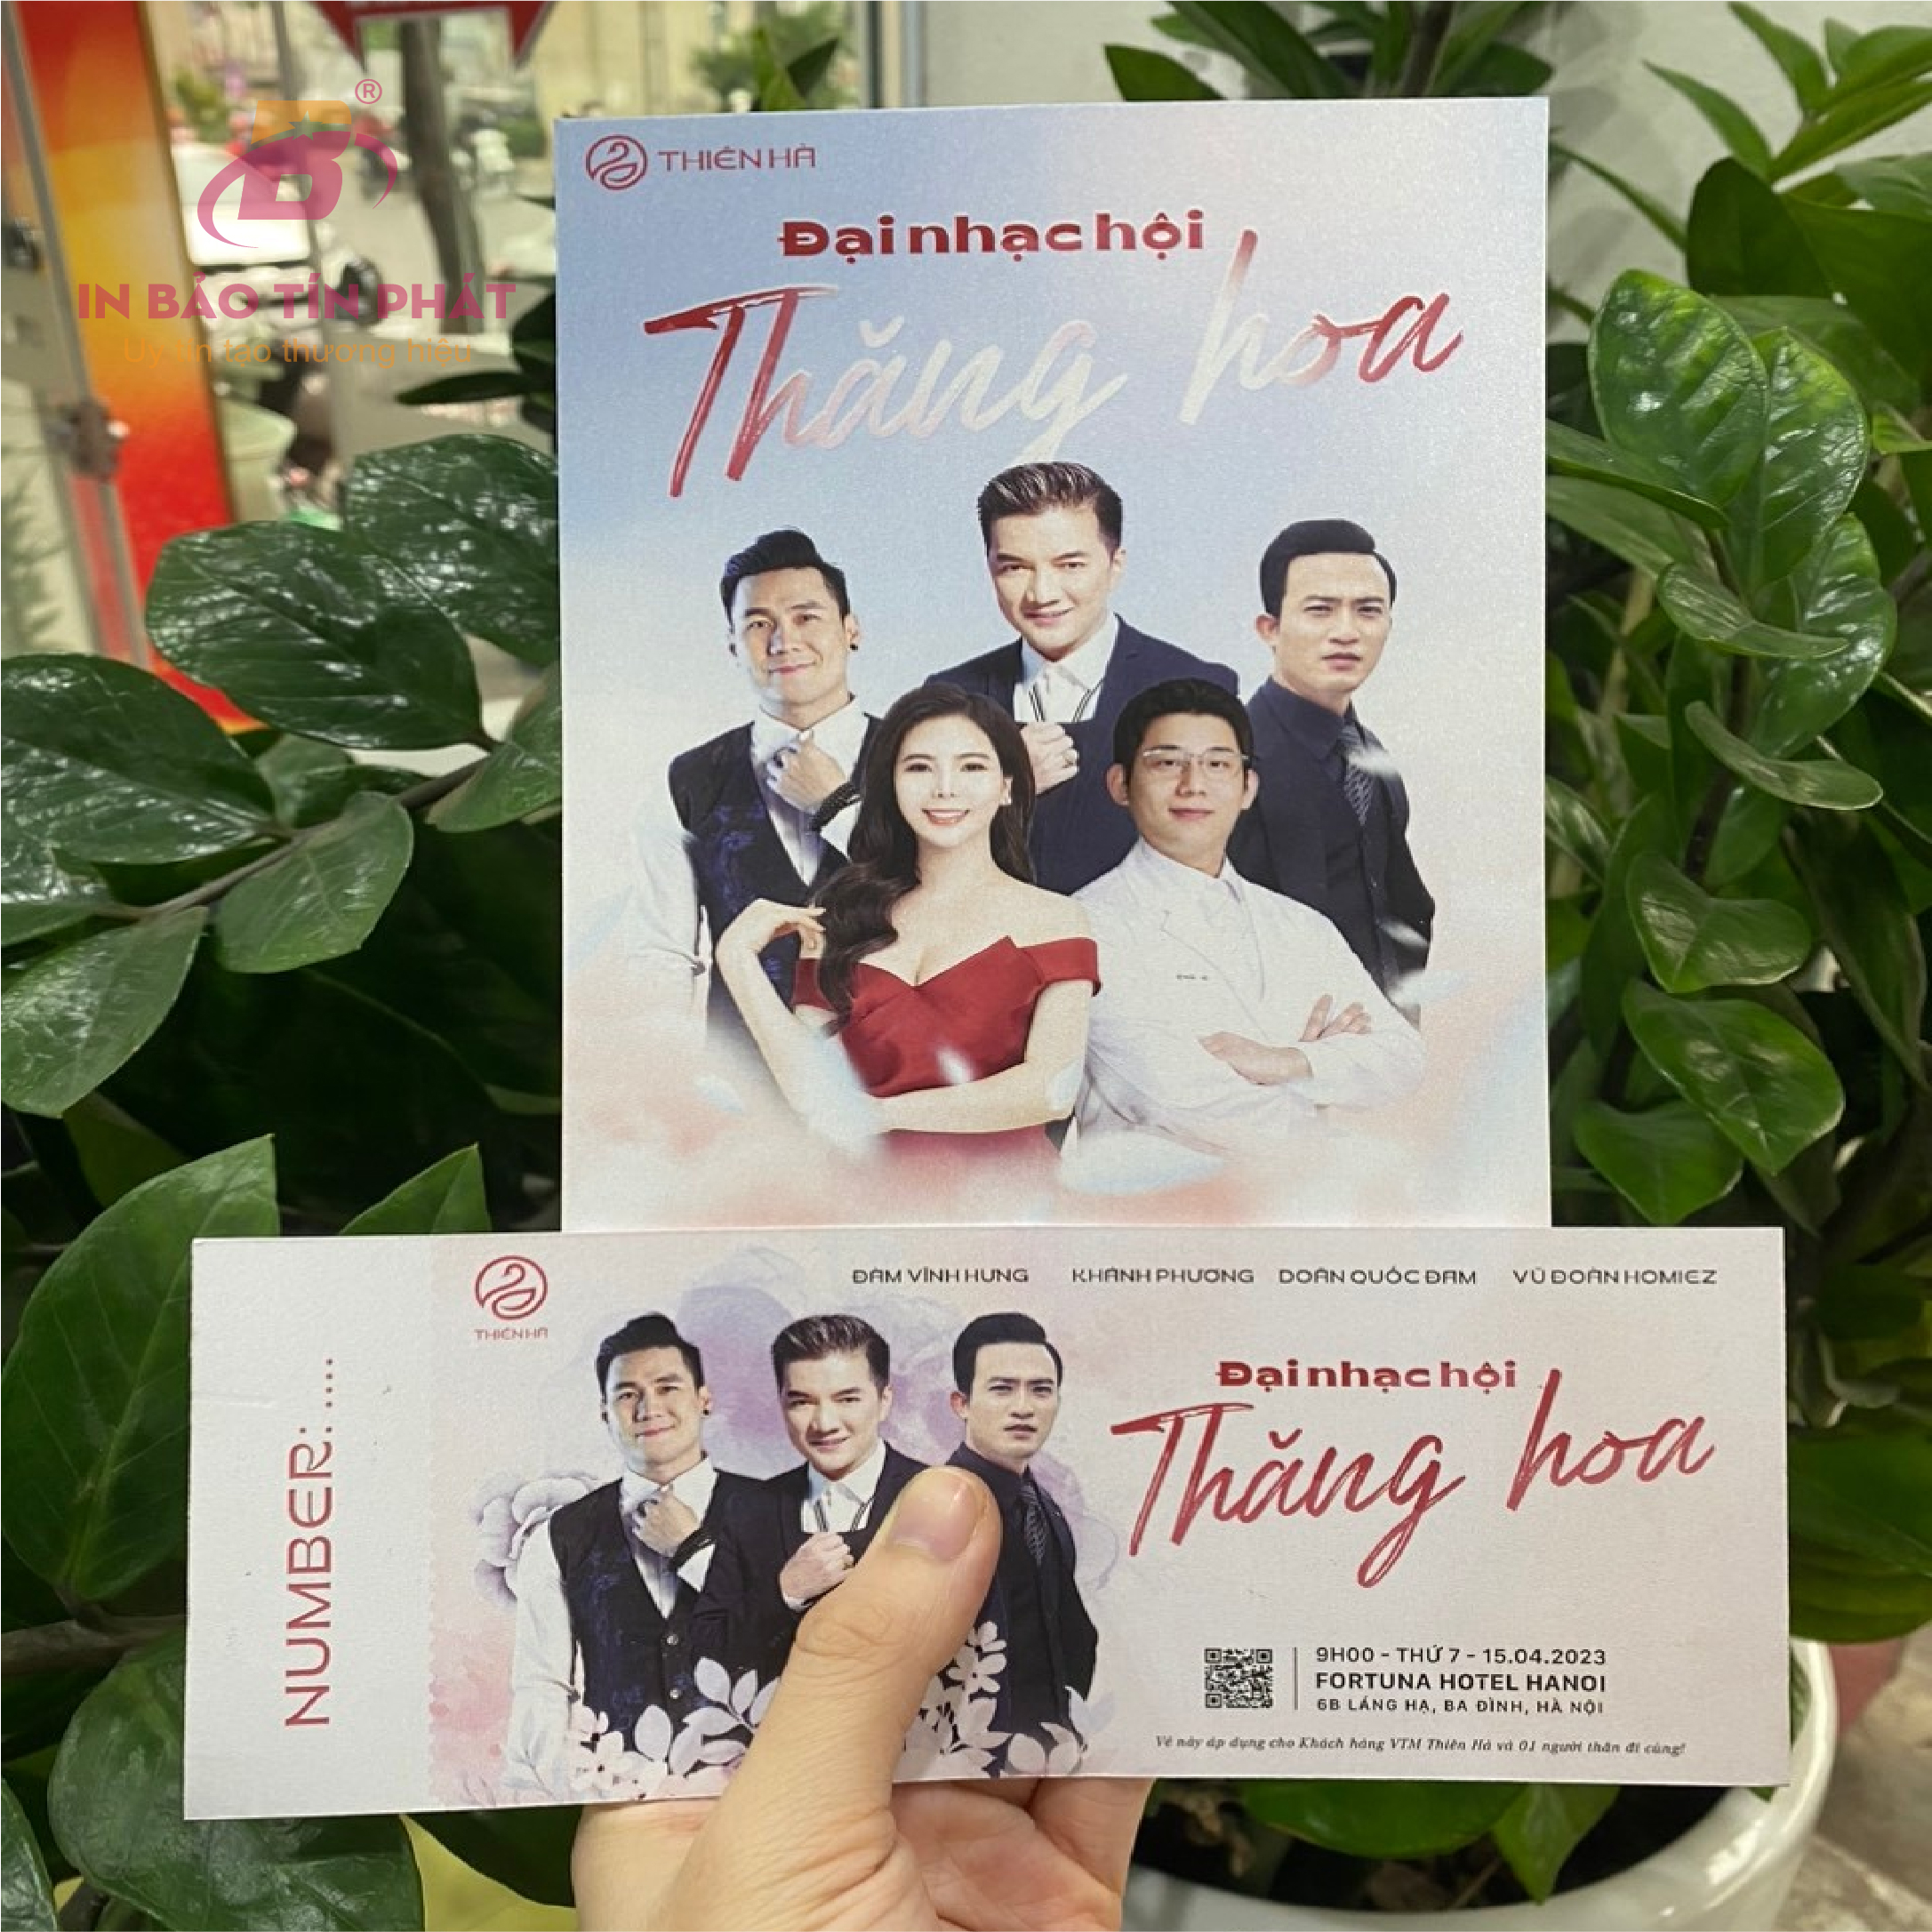 ®
IN BẢO TÍN PHÁT
Uy tín tạo thương hiệu
THIÊN HÀ
Đại nhạc hội
Thăng hoa
NUMBER:....
THIÊN HÀ
ĐÀM VĨNH HƯNG KHÁNH PHƯƠNG DOÃN QUỐC ĐAM VŨ ĐOÀN HOMIEZ
Đại nhạc hội
Thăng hoa
9H00 - THỨ 7 - 15.04.2023
FORTUNA HOTEL HANOI
6B LÁNG HẠ, BA ĐÌNH, HÀ NỘI
Vé này áp dụng cho Khách hàng VTM Thiên Hà và 01 người thân đi cùng!